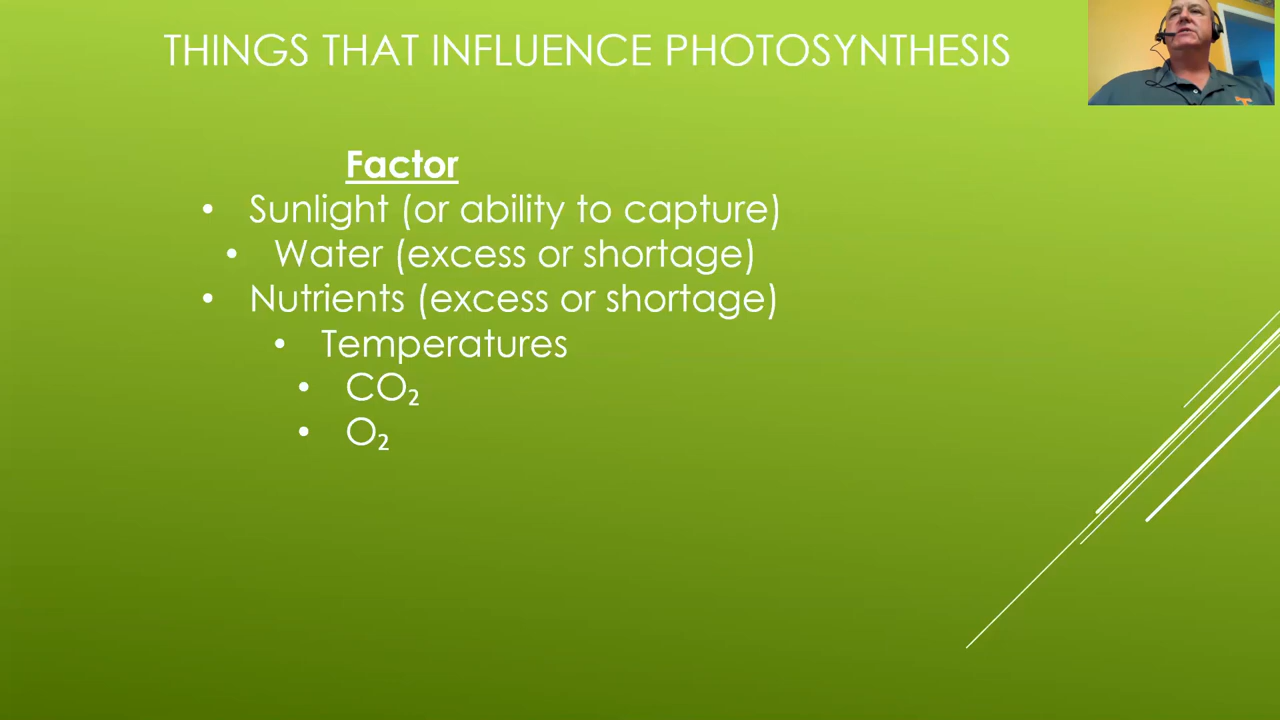 THINGS THAT INFLUENCE PHOTOSYNTHESIS
Factor
• Sunlight (or ability to capture)
• Water (excess or shortage)
• Nutrients (excess or shortage)
• Temperatures
• CO₂
• O₂
T